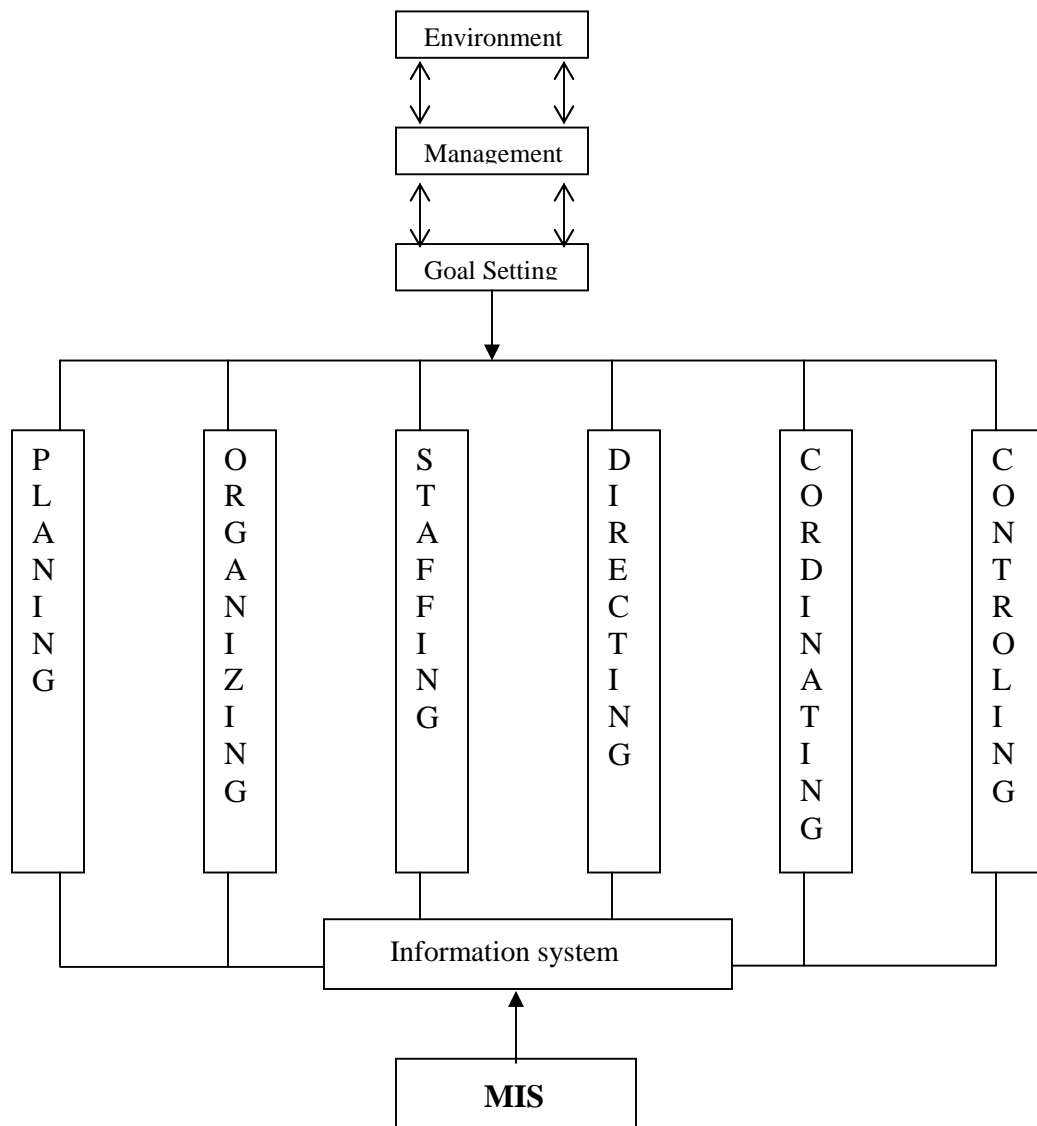 Environment
Management
Goal Setting
PLANING
ORGANIZING
STAFFING
DIRECTING
CORDINATING
CONTROLING
Information system
MIS